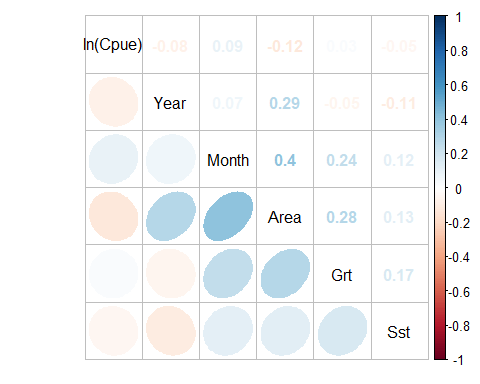 ln(Cpue) -0.08 0.09 -0.12 0.03 -0.05
Year 0.07 0.29 -0.05 -0.11
Month 0.4 0.24 0.12
Area 0.28 0.13
Grt 0.17
Sst
1
0.8
0.6
0.4
0.2
0
-0.2
-0.4
-0.6
-0.8
-1